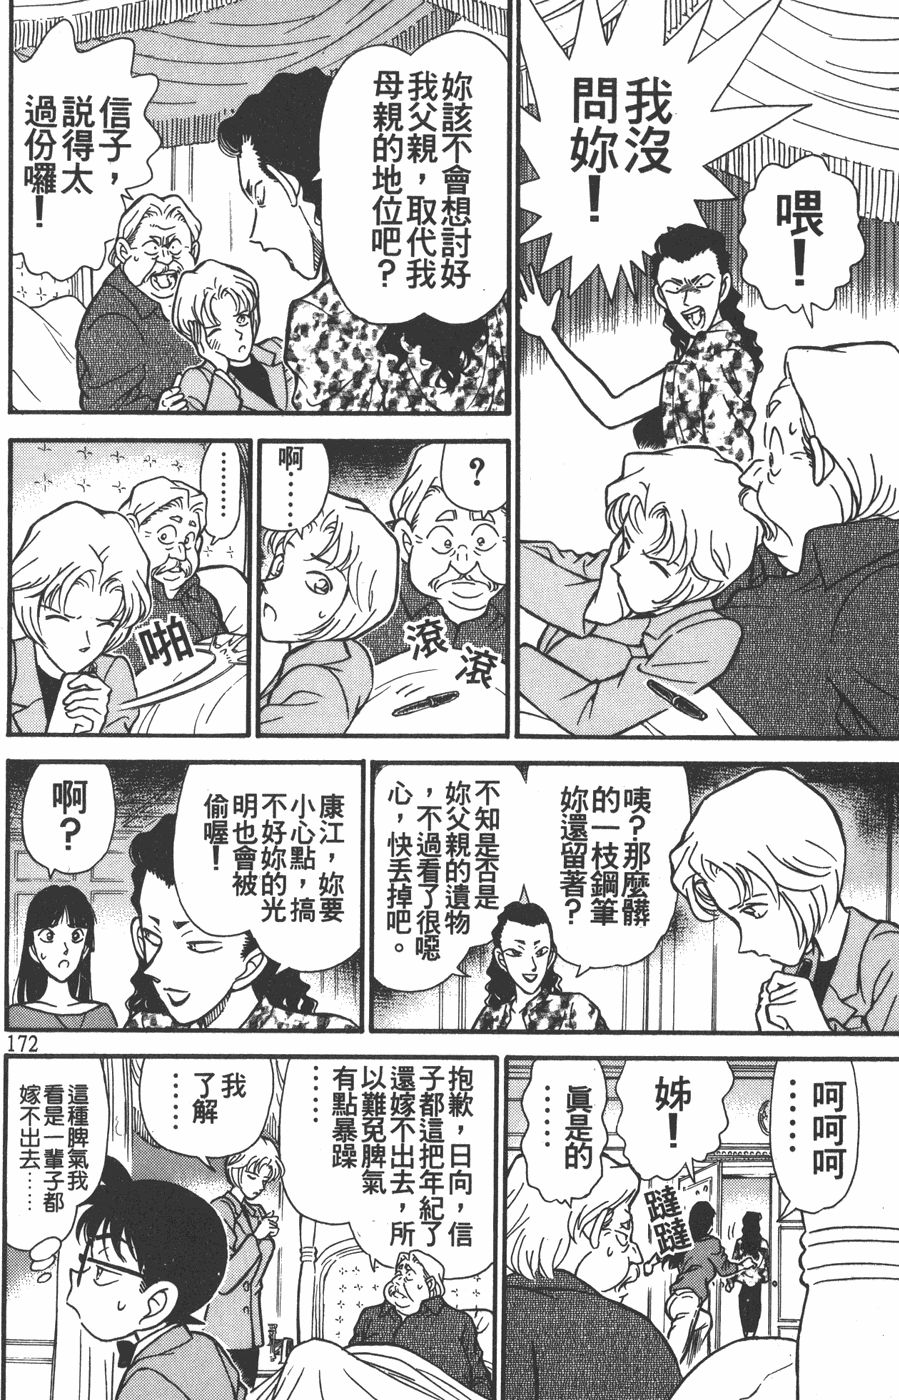 喂！
我沒
問妳！
妳該不會想討好
我父親，取代我
母親的地位吧？
信子，
說得太
過份囉！
？
滾
滾
啊……
………
啪
咦？那麼髒
的一枝鋼筆
妳還留著？
不知是否是
妳父親的遺物
，不過看了很噁
心，快丟掉吧。
康江，妳要
小心點，搞
不好妳的光
明也會被
偷喔！
啊？
172
呵呵呵
……
姊！
躂躂
真是的
……
抱歉，日向，信
子都這把年紀了
還嫁不出去，所
以難免脾氣
有點暴躁
我
了解
……
這種脾氣我
看是一輩子都
嫁不出去……